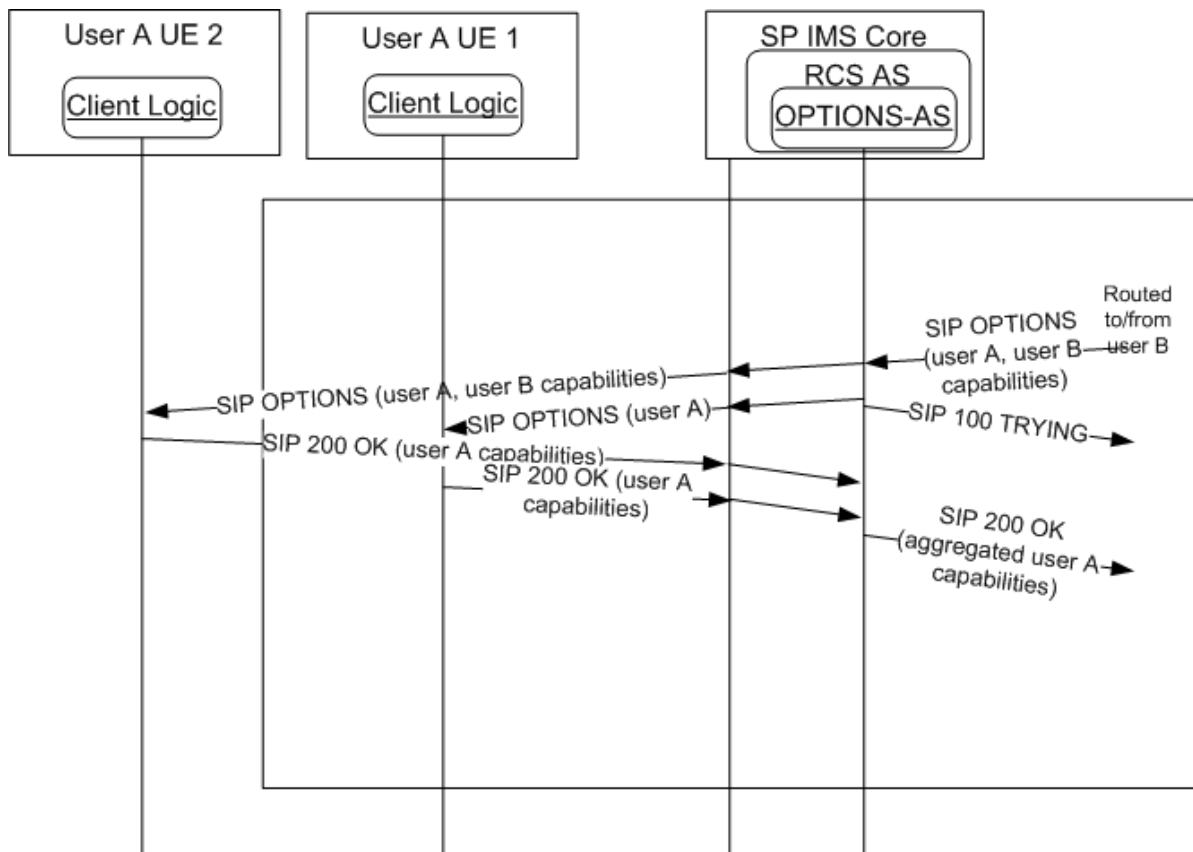 User A UE 2
User A UE 1
SP IMS Core
RCS AS
Client Logic
Client Logic
OPTIONS-AS
Routed
to/from
user B
SIP OPTIONS
(user A, user B
capabilities)
SIP OPTIONS (user A, user B capabilities)
SIP OPTIONS (user A)
SIP 100 TRYING
SIP 200 OK (user A capabilities)
SIP 200 OK (user A
capabilities)
SIP 200 OK
(aggregated user A
capabilities)